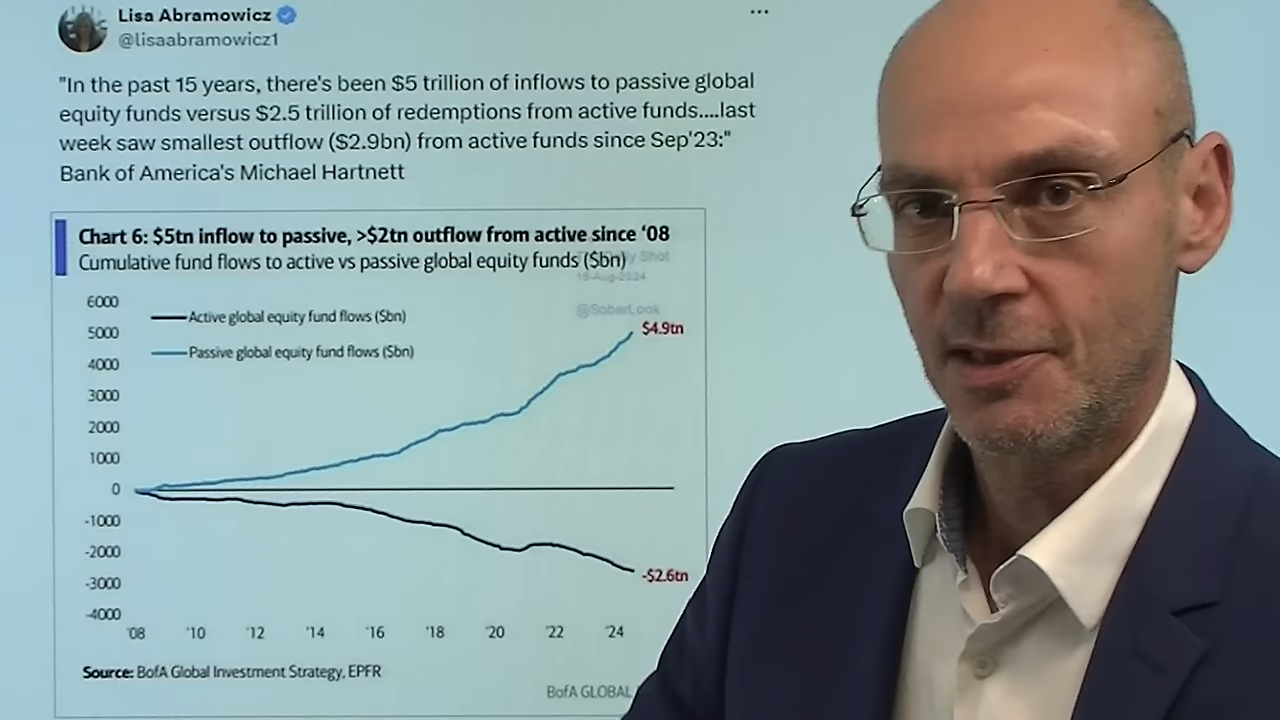 Lisa Abramowicz
...
@lisaabramowicz1
"In the past 15 years, there's been $5 trillion of inflows to passive global
equity funds versus $2.5 trillion of redemptions from active funds....last
week saw smallest outflow ($2.9bn) from active funds since Sep'23:"
Bank of America's Michael Hartnett
Chart 6: $5tn inflow to passive, >$2tn outflow from active since '08
Cumulative fund flows to active vs passive global equity funds ($bn)
Shot
16-Aug-2024
@SoberLook
6000
Active global equity fund flows ($bn)
5000
$4.9tn
Passive global equity fund flows ($bn)
4000
3000
2000
1000
0
-1000
-2000
-$2.6tn
-3000
-4000
'08 '10 '12 '14 '16 '18 '20 '22 '24
Source: BofA Global Investment Strategy, EPFR
BofA GLOBAL